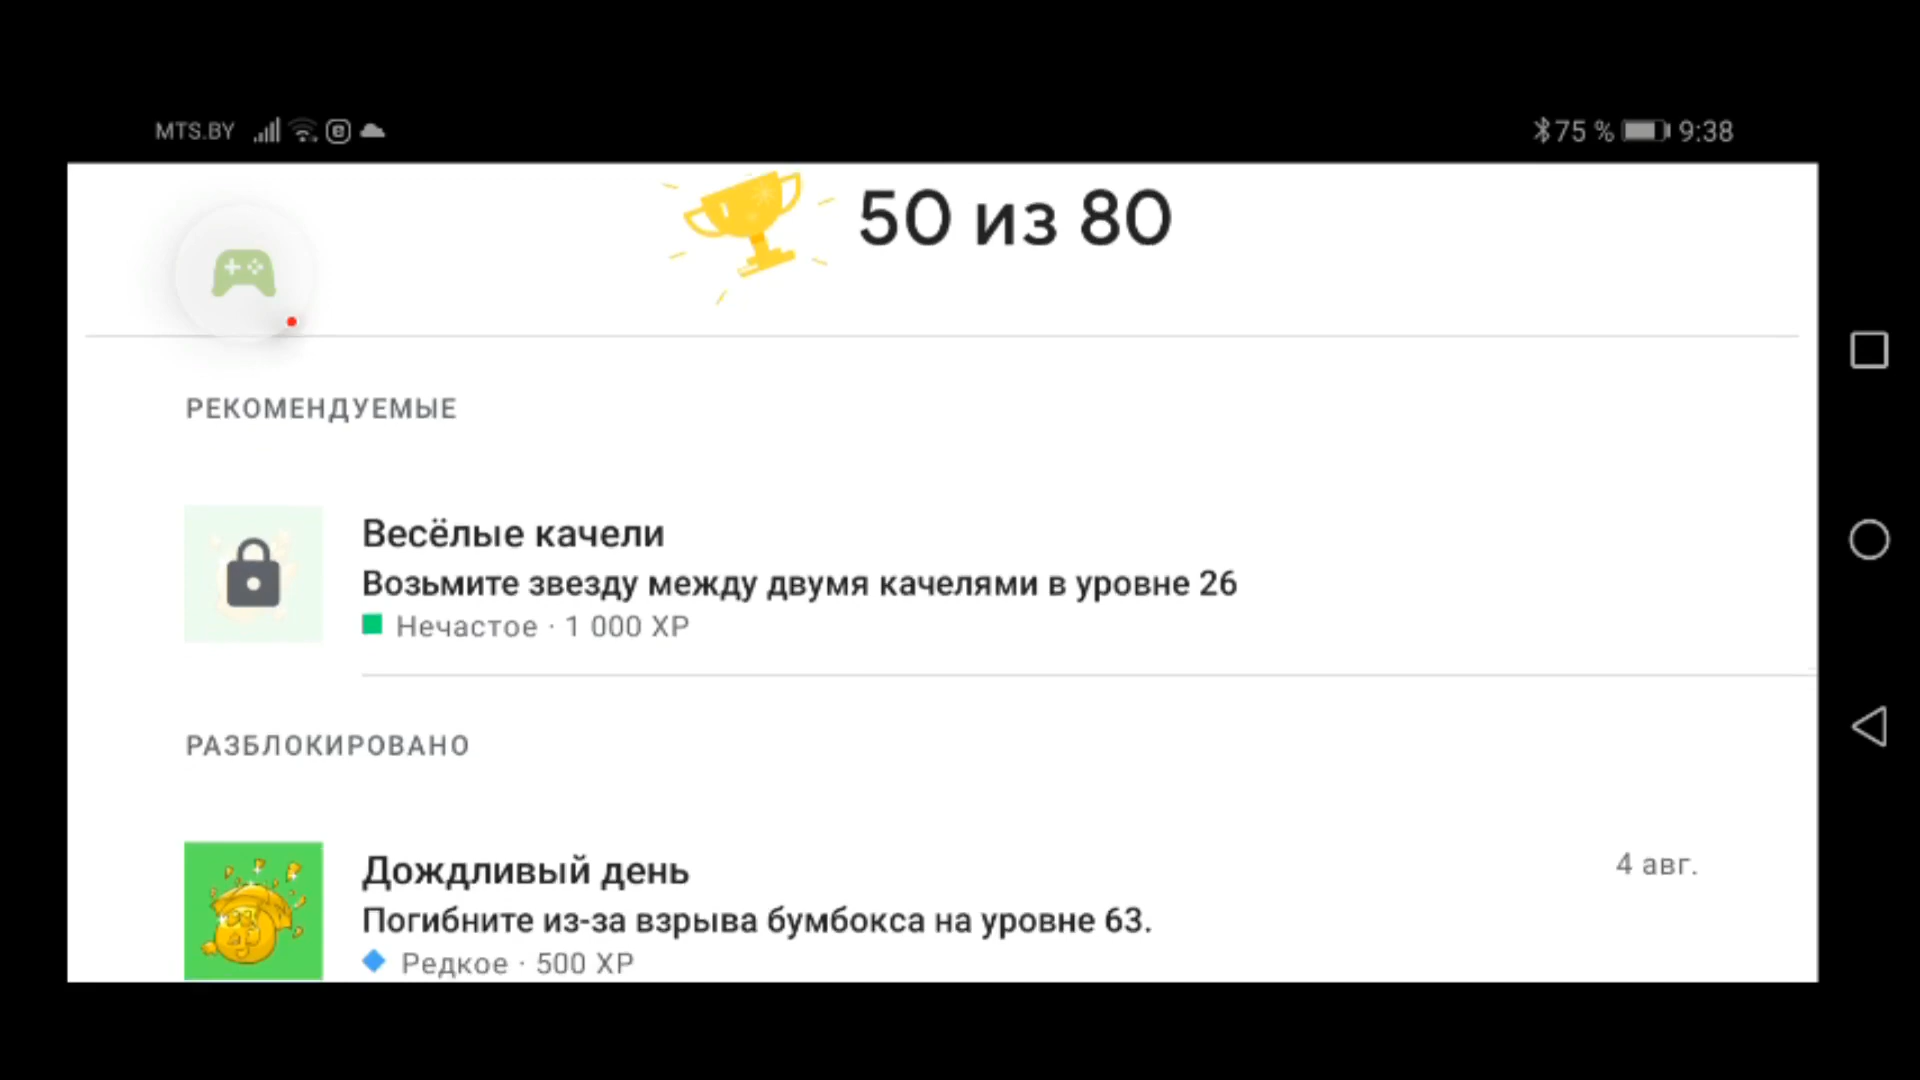 MTS.BY
75 % 9:38
50 из 80
РЕКОМЕНДУЕМЫЕ
Весёлые качели
Возьмите звезду между двумя качелями в уровне 26
Нечастое · 1 000 XP
РАЗБЛОКИРОВАНО
Дождливый день
4 авг.
Погибните из-за взрыва бумбокса на уровне 63.
Редкое · 500 XP